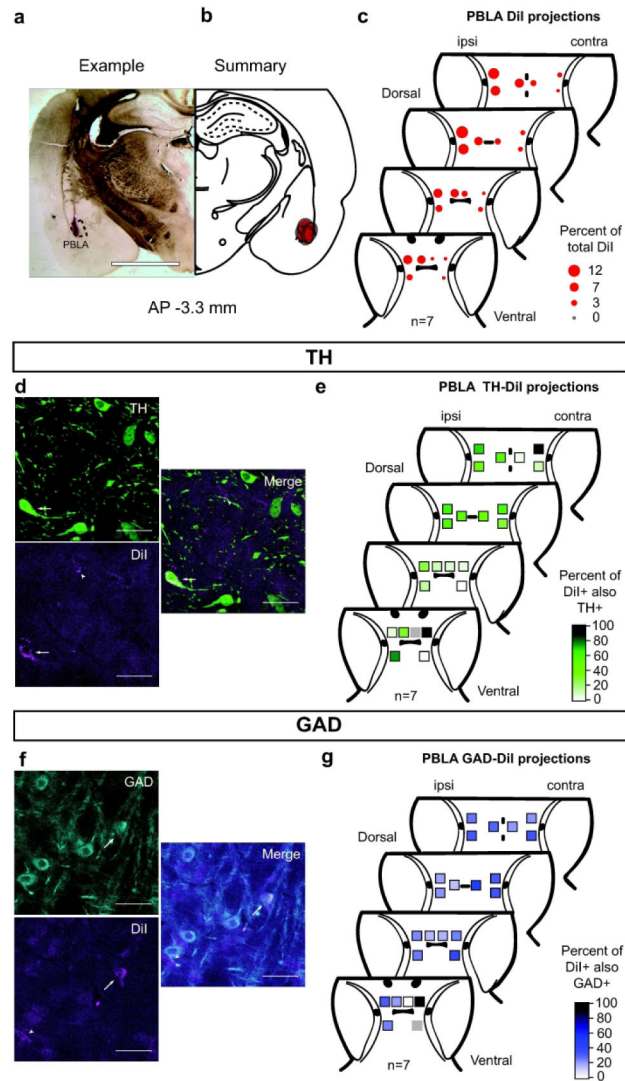 a
b
c
PBLA DiI projections
Example
Summary
ipsi
contra
Dorsal
PBLA
Percent of
total DiI
12
7
3
0
AP -3.3 mm
n=7
Ventral
TH
d
TH
Merge
DiI
e
PBLA TH-DiI projections
ipsi
contra
Dorsal
Percent of
DiI+ also
TH+
100
80
60
40
20
0
n=7
Ventral
GAD
f
GAD
Merge
DiI
g
PBLA GAD-DiI projections
ipsi
contra
Dorsal
Percent of
DiI+ also
GAD+
100
80
60
40
20
0
n=7
Ventral